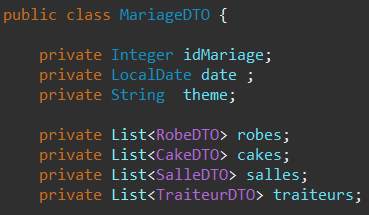 public class MariageDTO {
private Integer idMariage;
private LocalDate date ;
private String  theme;
private List<RobeDTO> robes;
private List<CakeDTO> cakes;
private List<SalleDTO> salles;
private List<TraiteurDTO> traiteurs;